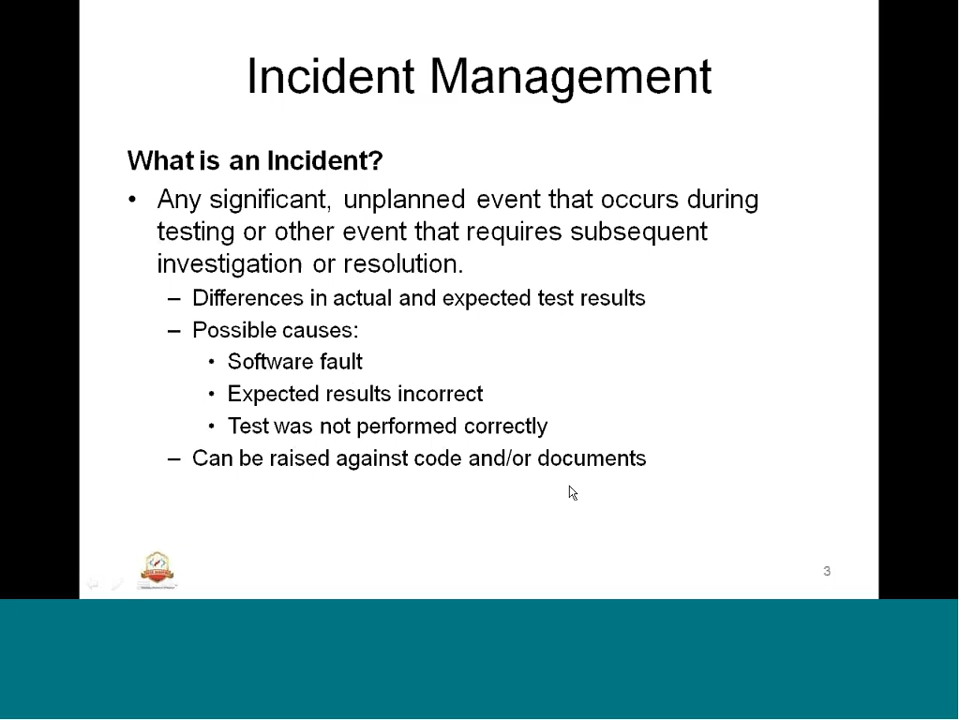 Incident Management
What is an Incident?
• Any significant, unplanned event that occurs during
testing or other event that requires subsequent
investigation or resolution.
– Differences in actual and expected test results
– Possible causes:
• Software fault
• Expected results incorrect
• Test was not performed correctly
– Can be raised against code and/or documents
3